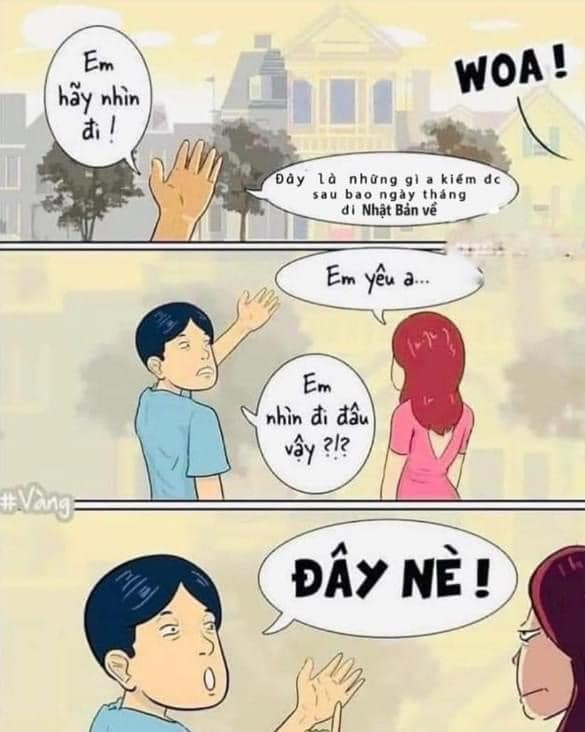 Em
hãy nhìn
đi !
WOA !
Đây là những gì a kiếm đc
sau bao ngày tháng
đi Nhật Bản về
Em yêu a...
Em
nhìn đi đâu
vậy ?!?
#Vàng
ĐÂY NÈ !